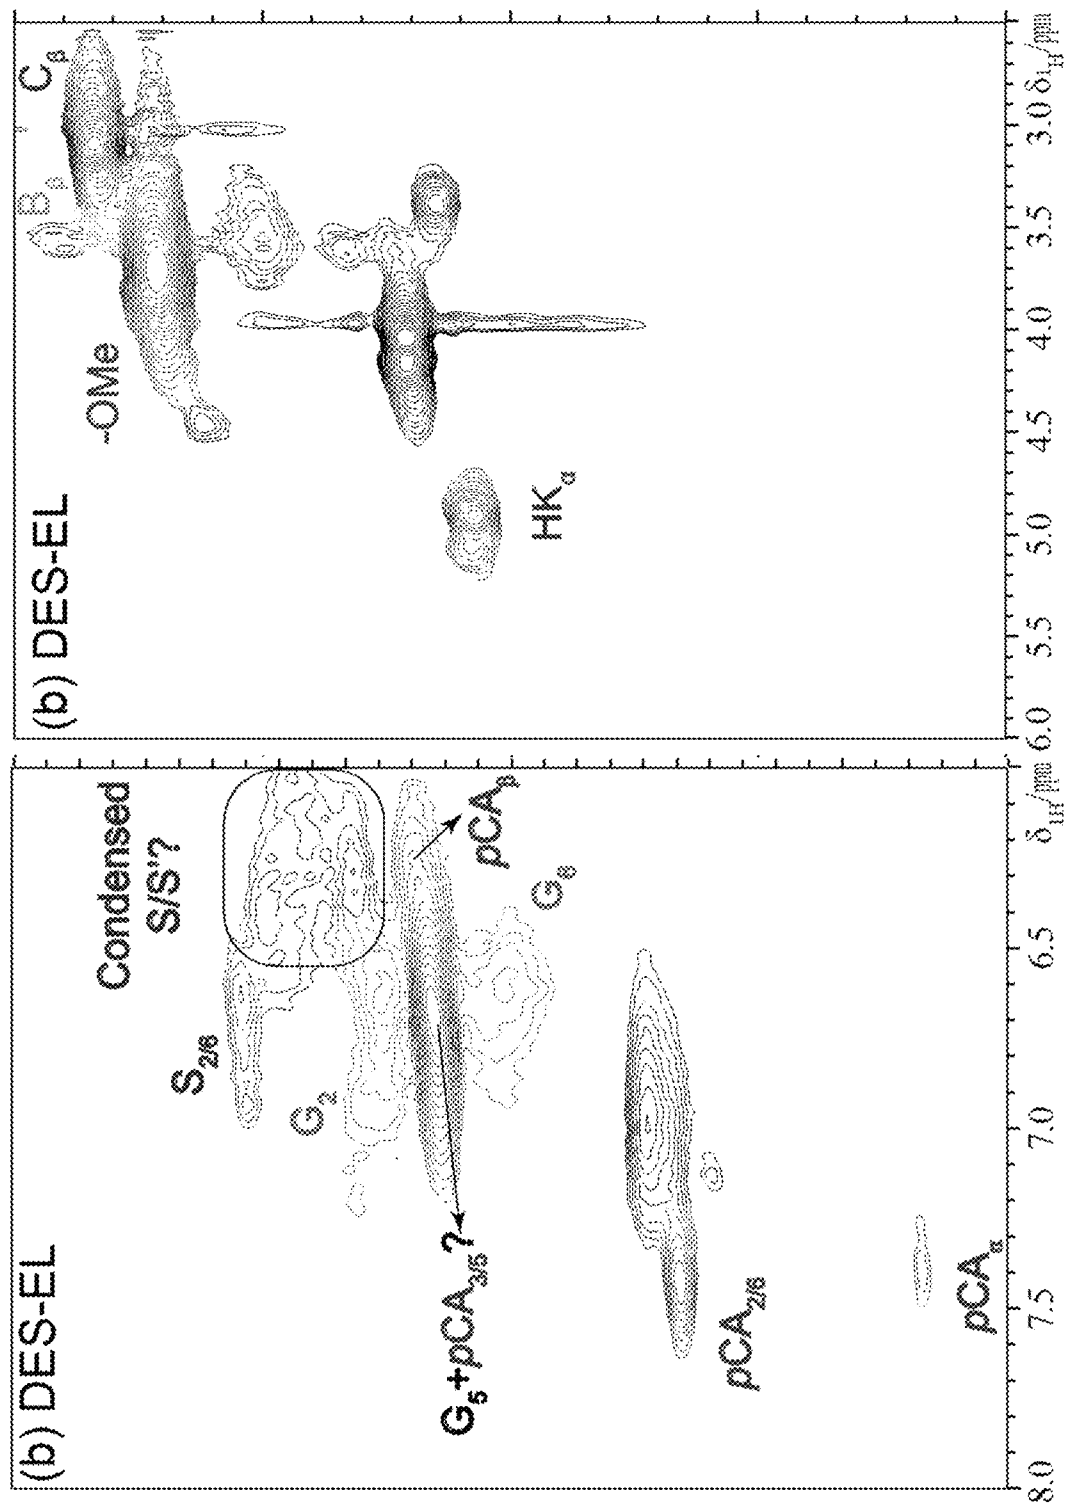 (b) DES-EL
S2/6
Condensed
S/S'?
G2
G5+pCA3/5?
pCAβ
G6
pCA2/6
pCAα
8.0 7.5 7.0 6.5 δ1H/ppm
(b) DES-EL
-OMe
Bβ
Cβ
HKα
6.0 5.5 5.0 4.5 4.0 3.5 3.0 δ1H/ppm